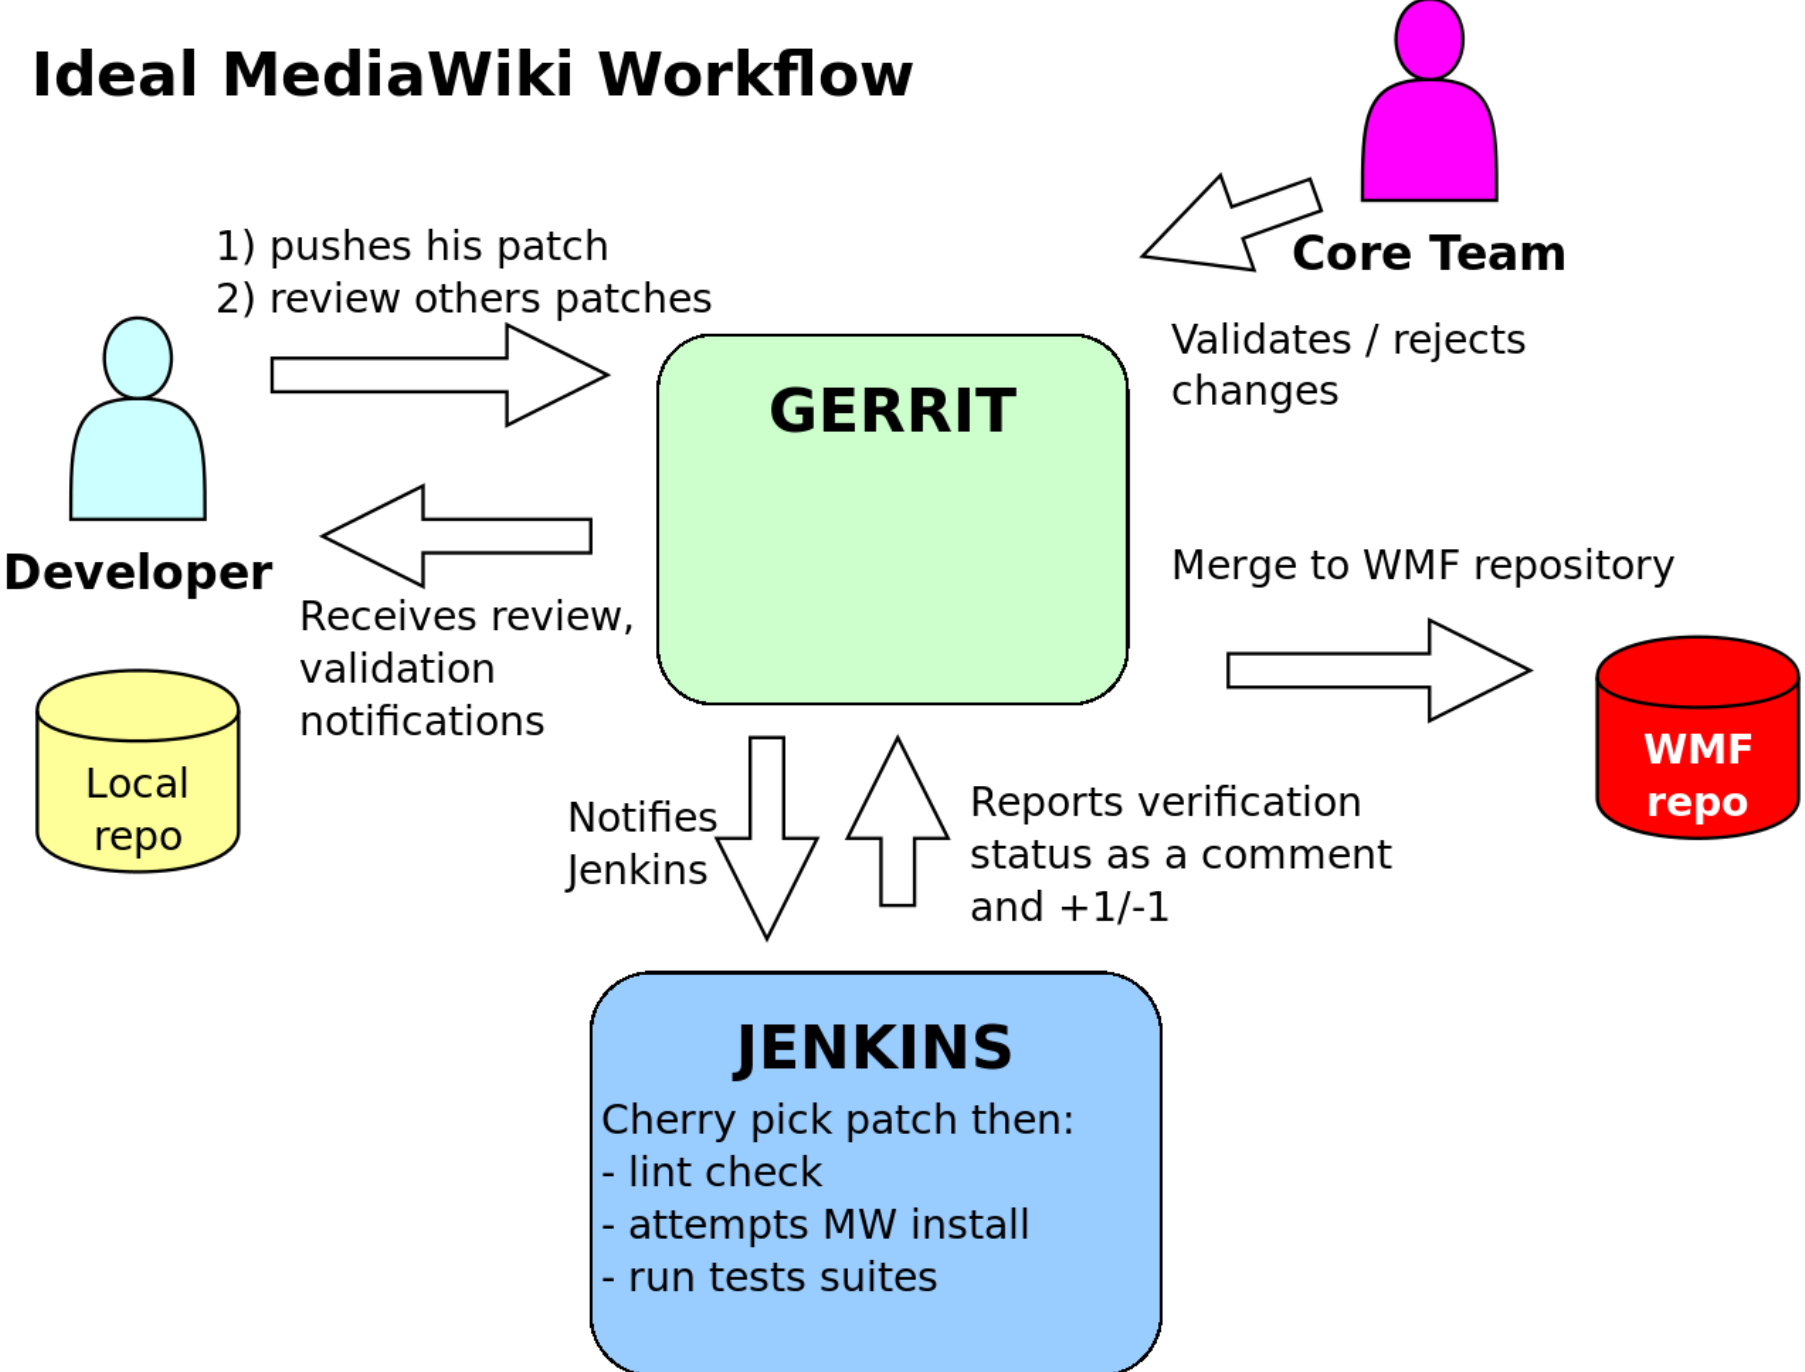 Ideal MediaWiki Workflow
1) pushes his patch
2) review others patches
Core Team
Validates / rejects
changes
GERRIT
Developer
Receives review,
validation
notifications
Merge to WMF repository
Local
repo
WMF
repo
Notifies
Jenkins
Reports verification
status as a comment
and +1/-1
JENKINS
Cherry pick patch then:
- lint check
- attempts MW install
- run tests suites